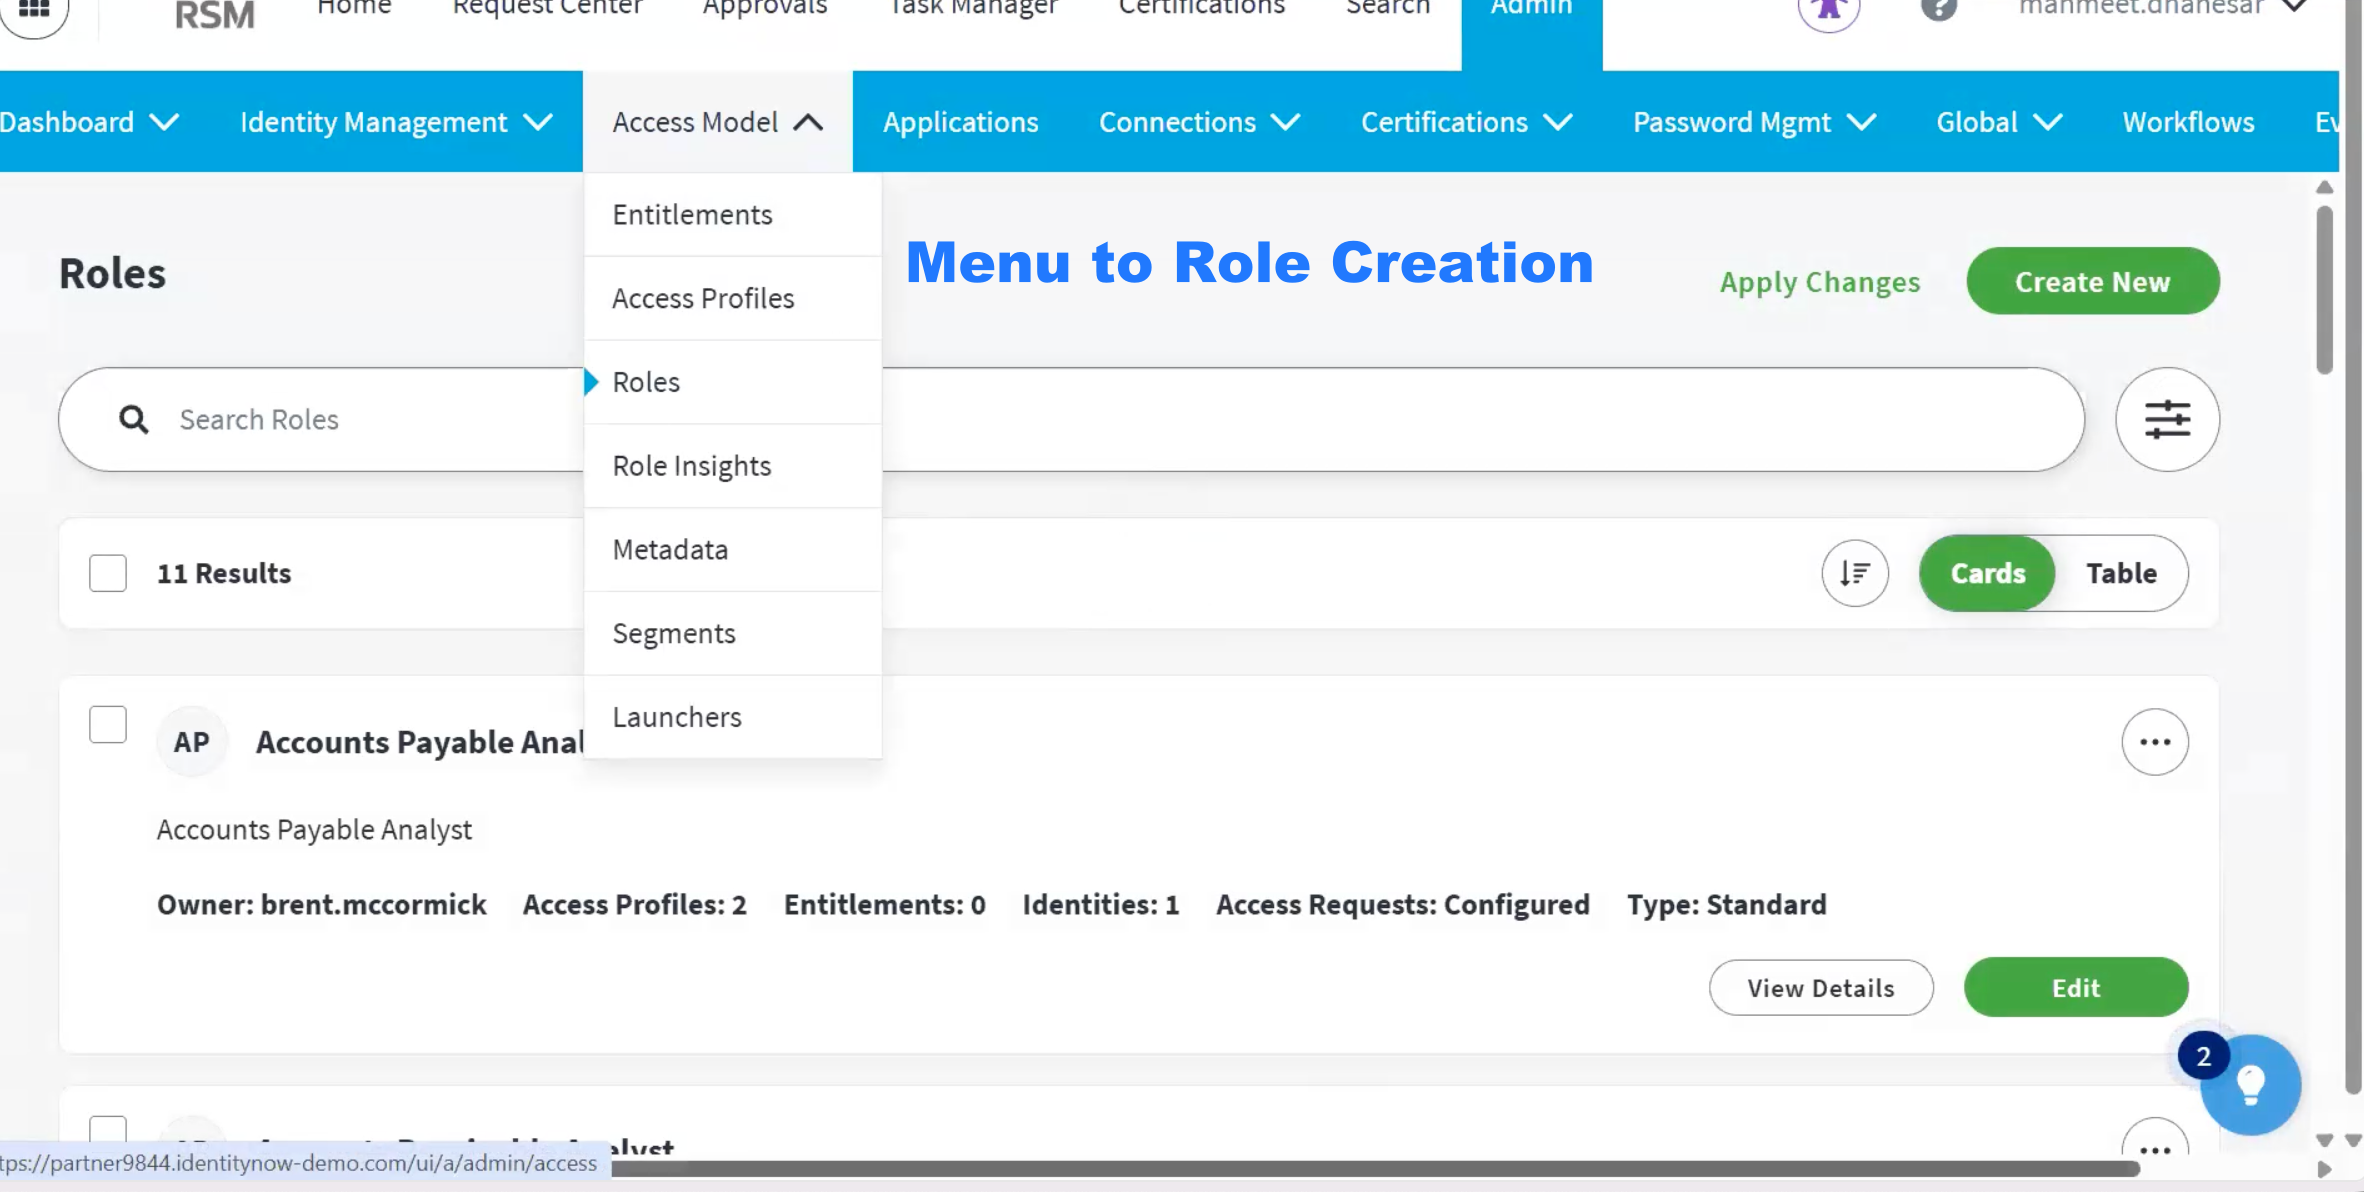 RSM Home Request Center Approvals Task Manager Certifications Search Admin manmeet.dhanesar
Dashboard Identity Management Access Model Applications Connections Certifications Password Mgmt Global Workflows Ev
Entitlements
Access Profiles
Roles
Role Insights
Metadata
Segments
Launchers
Roles
Menu to Role Creation
Apply Changes
Create New
Search Roles
11 Results
Cards Table
AP Accounts Payable Anal
Accounts Payable Analyst
Owner: brent.mccormick Access Profiles: 2 Entitlements: 0 Identities: 1 Access Requests: Configured Type: Standard
View Details Edit
2
tps://partner9844.identitynow-demo.com/ui/a/admin/access